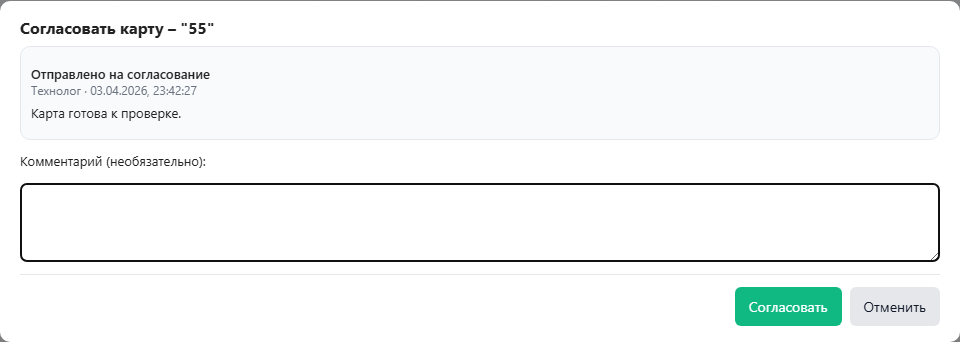 Согласовать карту – "55"
Отправлено на согласование
Технолог · 03.04.2026, 23:42:27
Карта готова к проверке.
Комментарий (необязательно):
Согласовать Отменить